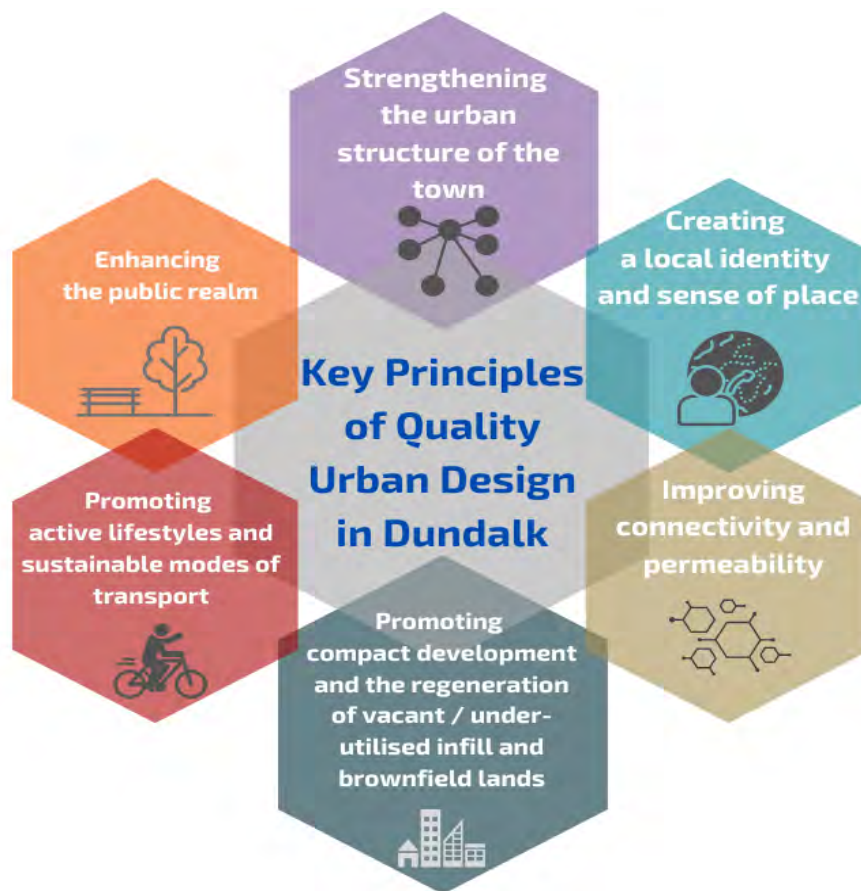 Strengthening
the urban
structure of the
town
Creating
a local identity
and sense of place
Enhancing
the public realm
Key Principles
of Quality
Urban Design
in Dundalk
Improving
connectivity and
permeability
Promoting
active lifestyles and
sustainable modes of
transport
Promoting
compact development
and the regeneration
of vacant / under-
utilised infill and
brownfield lands